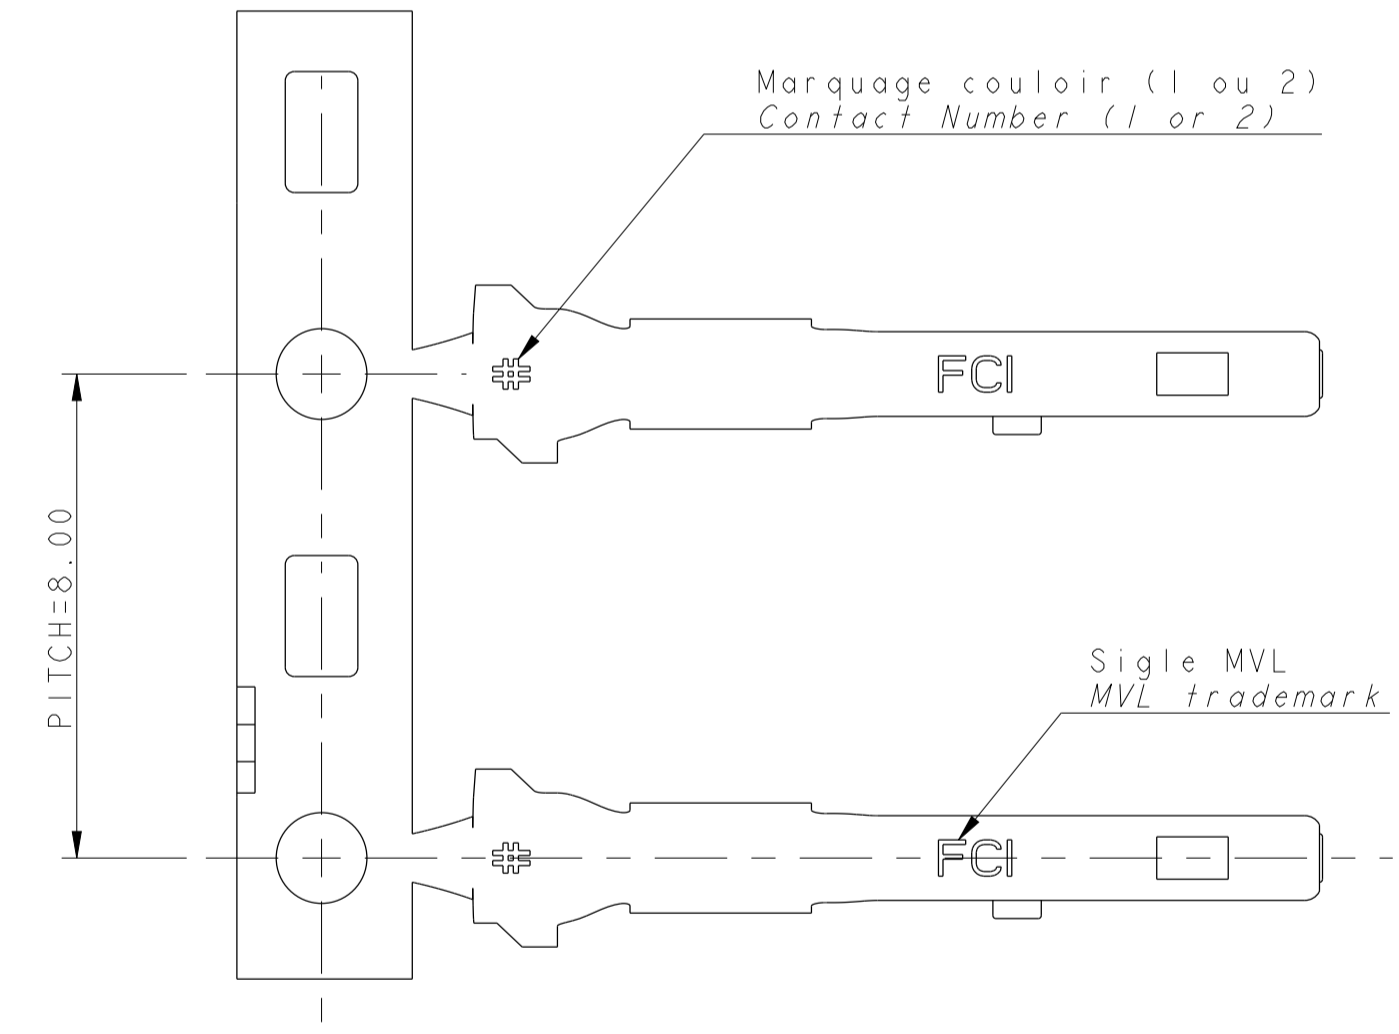 Marquage couloir (1 ou 2)
Contact Number (1 or 2)
#
FCI
PITCH=8.00
Sigle MVL
MVL trademark
#
FCI